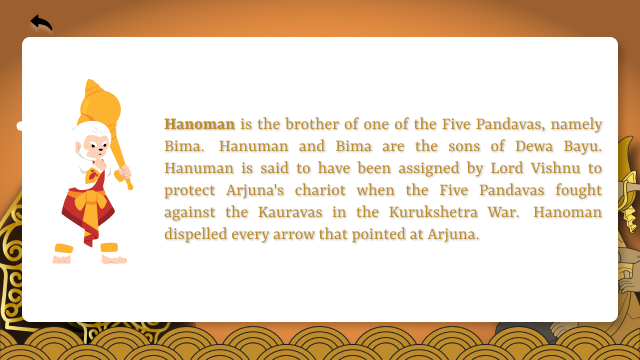 Hanoman is the brother of one of the Five Pandavas, namely
Bima. Hanuman and Bima are the sons of Dewa Bayu.
Hanuman is said to have been assigned by Lord Vishnu to
protect Arjuna's chariot when the Five Pandavas fought
against the Kauravas in the Kurukshetra War. Hanoman
dispelled every arrow that pointed at Arjuna.